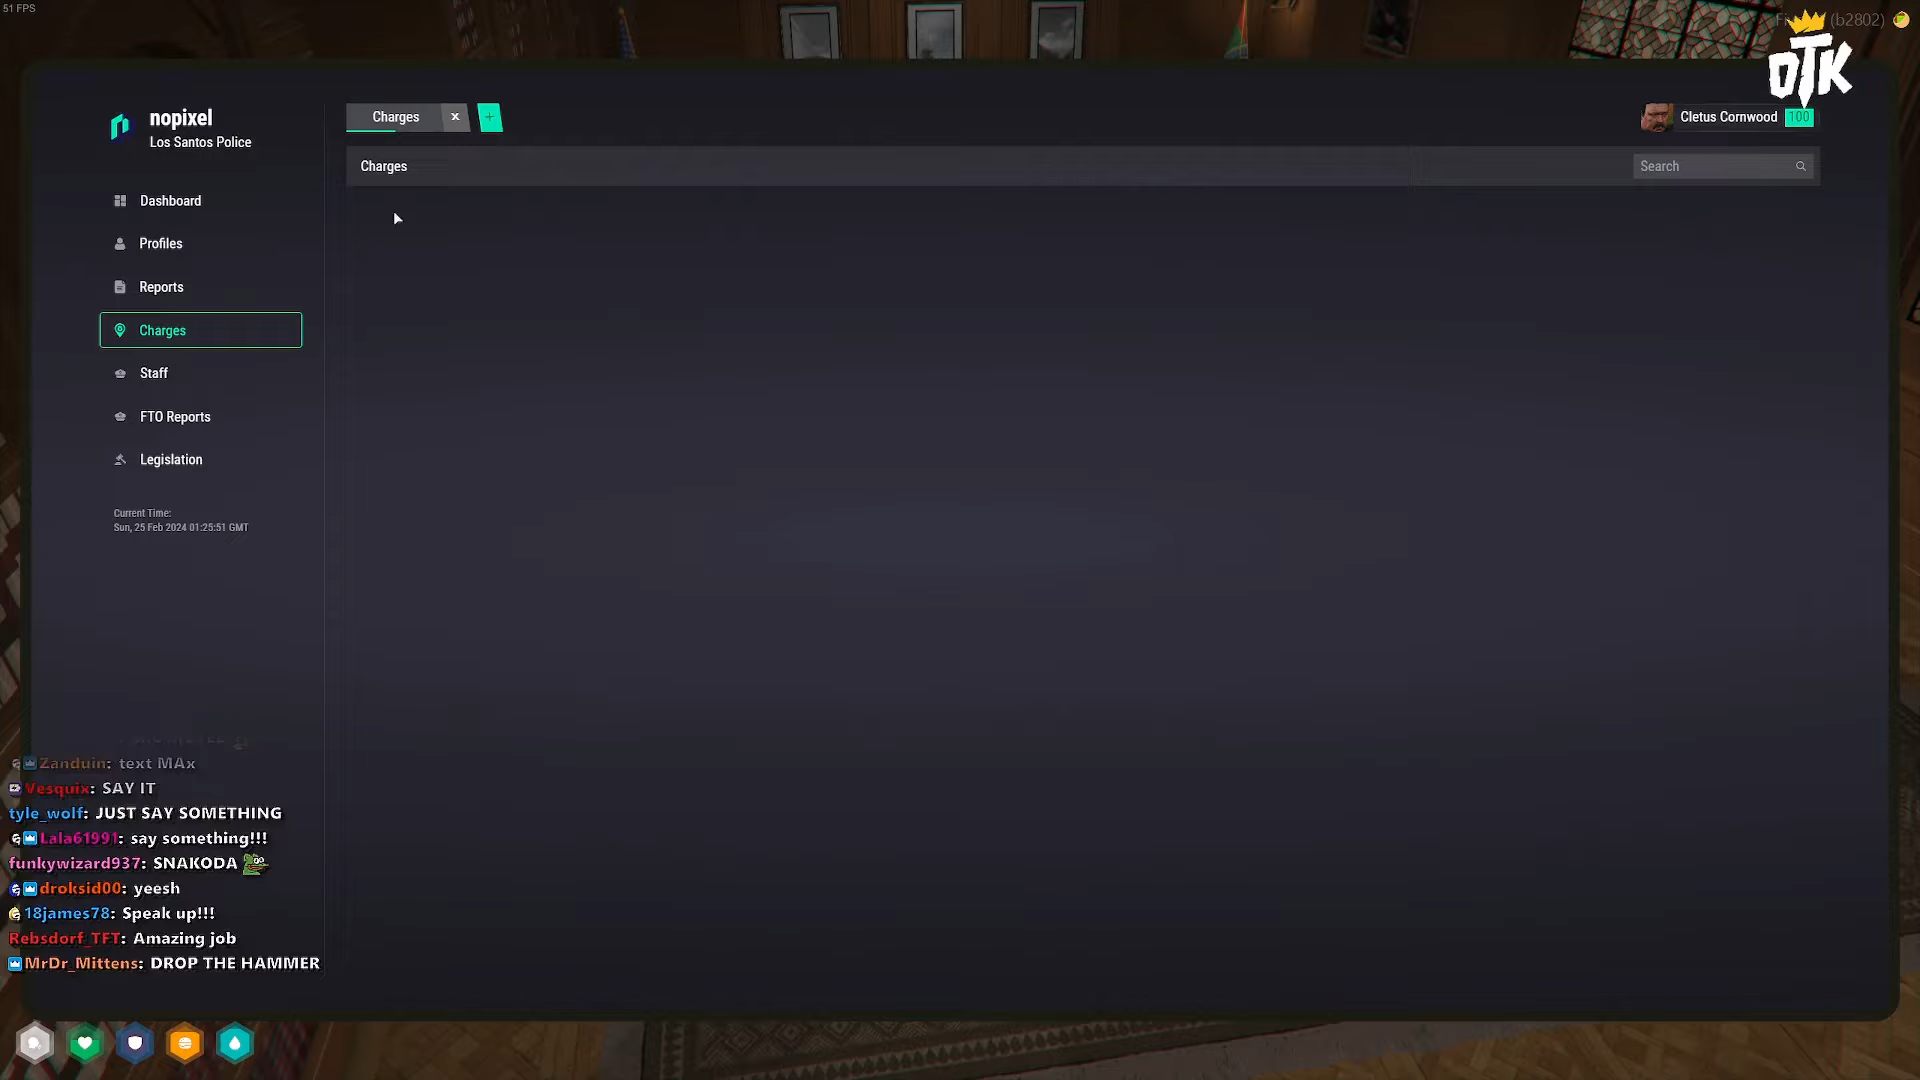 51 FPS
(b2802)
OTK
nopixel
Los Santos Police
Charges x +
Cletus Cornwood 100
Charges
Search
Dashboard
Profiles
Reports
Charges
Staff
FTO Reports
Legislation
Current Time:
Sun, 25 Feb 2024 01:25:51 GMT
Zanduin: text MAx
Vesquix: SAY IT
tyle_wolf: JUST SAY SOMETHING
Lala61991: say something!!!
funkywizard937: SNAKODA
droksid00: yeesh
18james78: Speak up!!!
Rebsdorf_TFT: Amazing job
MrDr_Mittens: DROP THE HAMMER